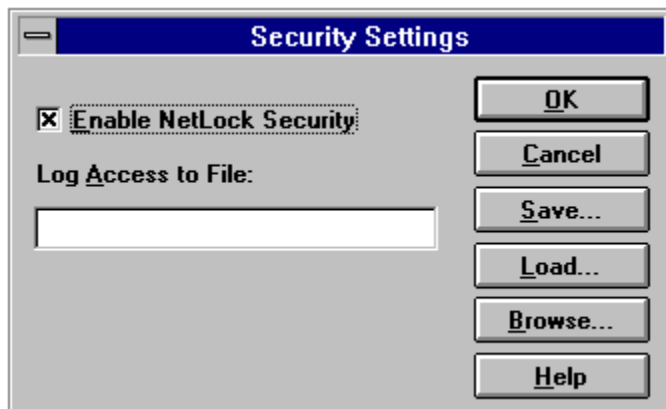 Security Settings
Enable NetLock Security
Log Access to File:
OK
Cancel
Save...
Load...
Browse...
Help